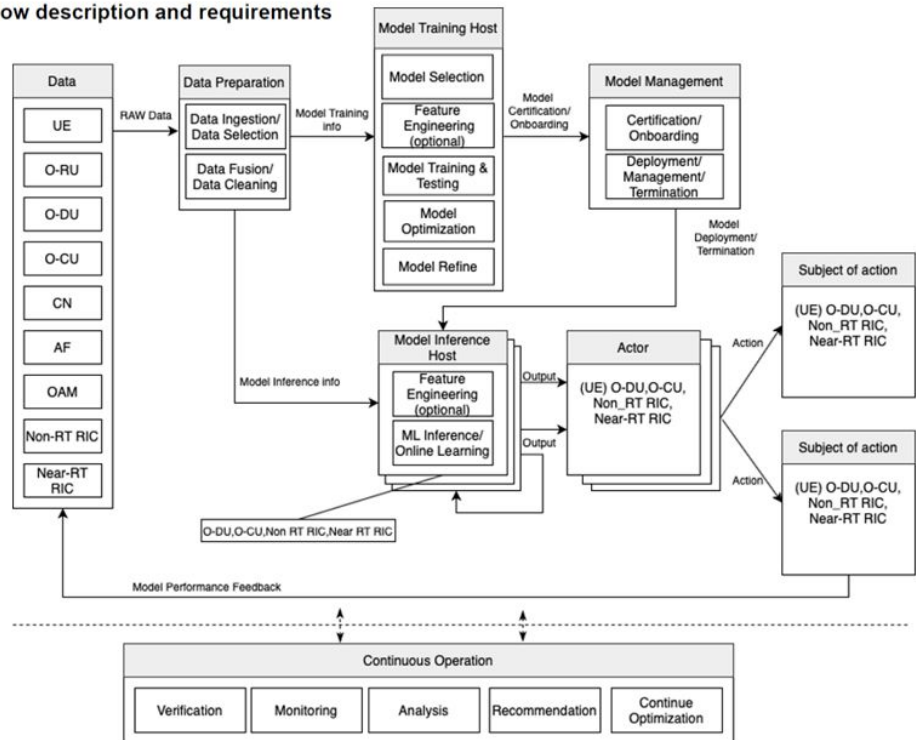 ow description and requirements
Data
UE
O-RU
O-DU
O-CU
CN
AF
OAM
Non-RT RIC
Near-RT
RIC
RAW Data
Data Preparation
Data Ingestion/
Data Selection
Data Fusion/
Data Cleaning
Model Training
info
Model Training Host
Model Selection
Feature
Engineering
(optional)
Model Training &
Testing
Model
Optimization
Model Refine
Model
Certification/
Onboarding
Model Management
Certification/
Onboarding
Deployment/
Management/
Termination
Model
Deployment/
Termination
Model Inference info
Model Inference
Host
Feature
Engineering
(optional)
ML Inference/
Online Learning
O-DU,O-CU,Non RT RIC,Near RT RIC
Output
Output
Actor
(UE) O-DU,O-CU,
Non_RT RIC,
Near-RT RIC
Action
Action
Subject of action
(UE) O-DU,O-CU,
Non_RT RIC,
Near-RT RIC
Subject of action
(UE) O-DU,O-CU,
Non_RT RIC,
Near-RT RIC
Model Performance Feedback
Continuous Operation
Verification
Monitoring
Analysis
Recommendation
Continue
Optimization